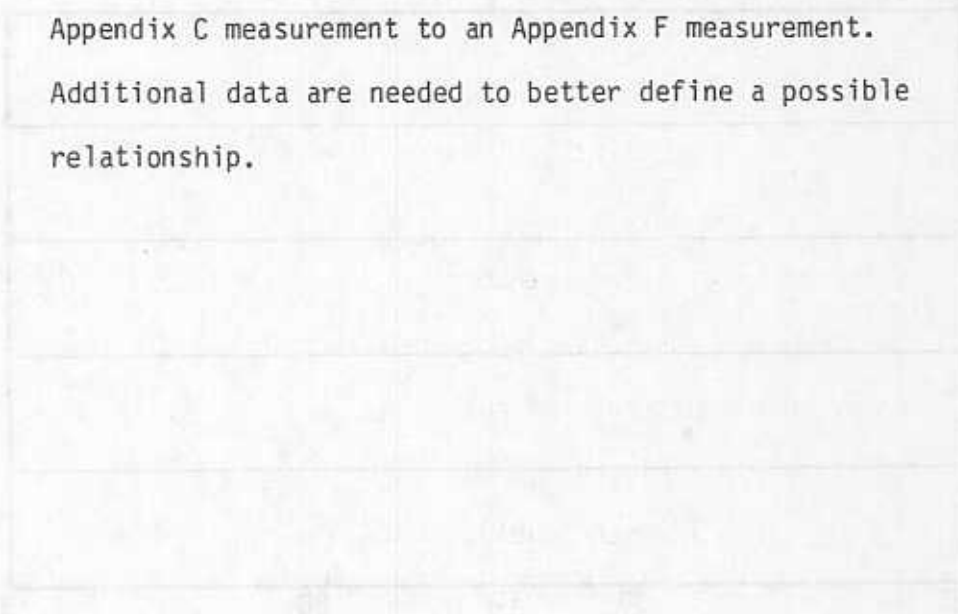 Appendix C measurement to an Appendix F measurement.
Additional data are needed to better define a possible
relationship.